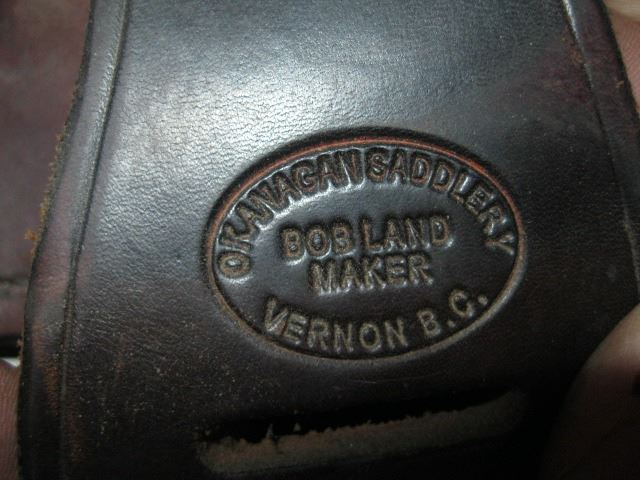 OKANAGAN SADDLERY
BOB LAND
MAKER
VERNON B.C.